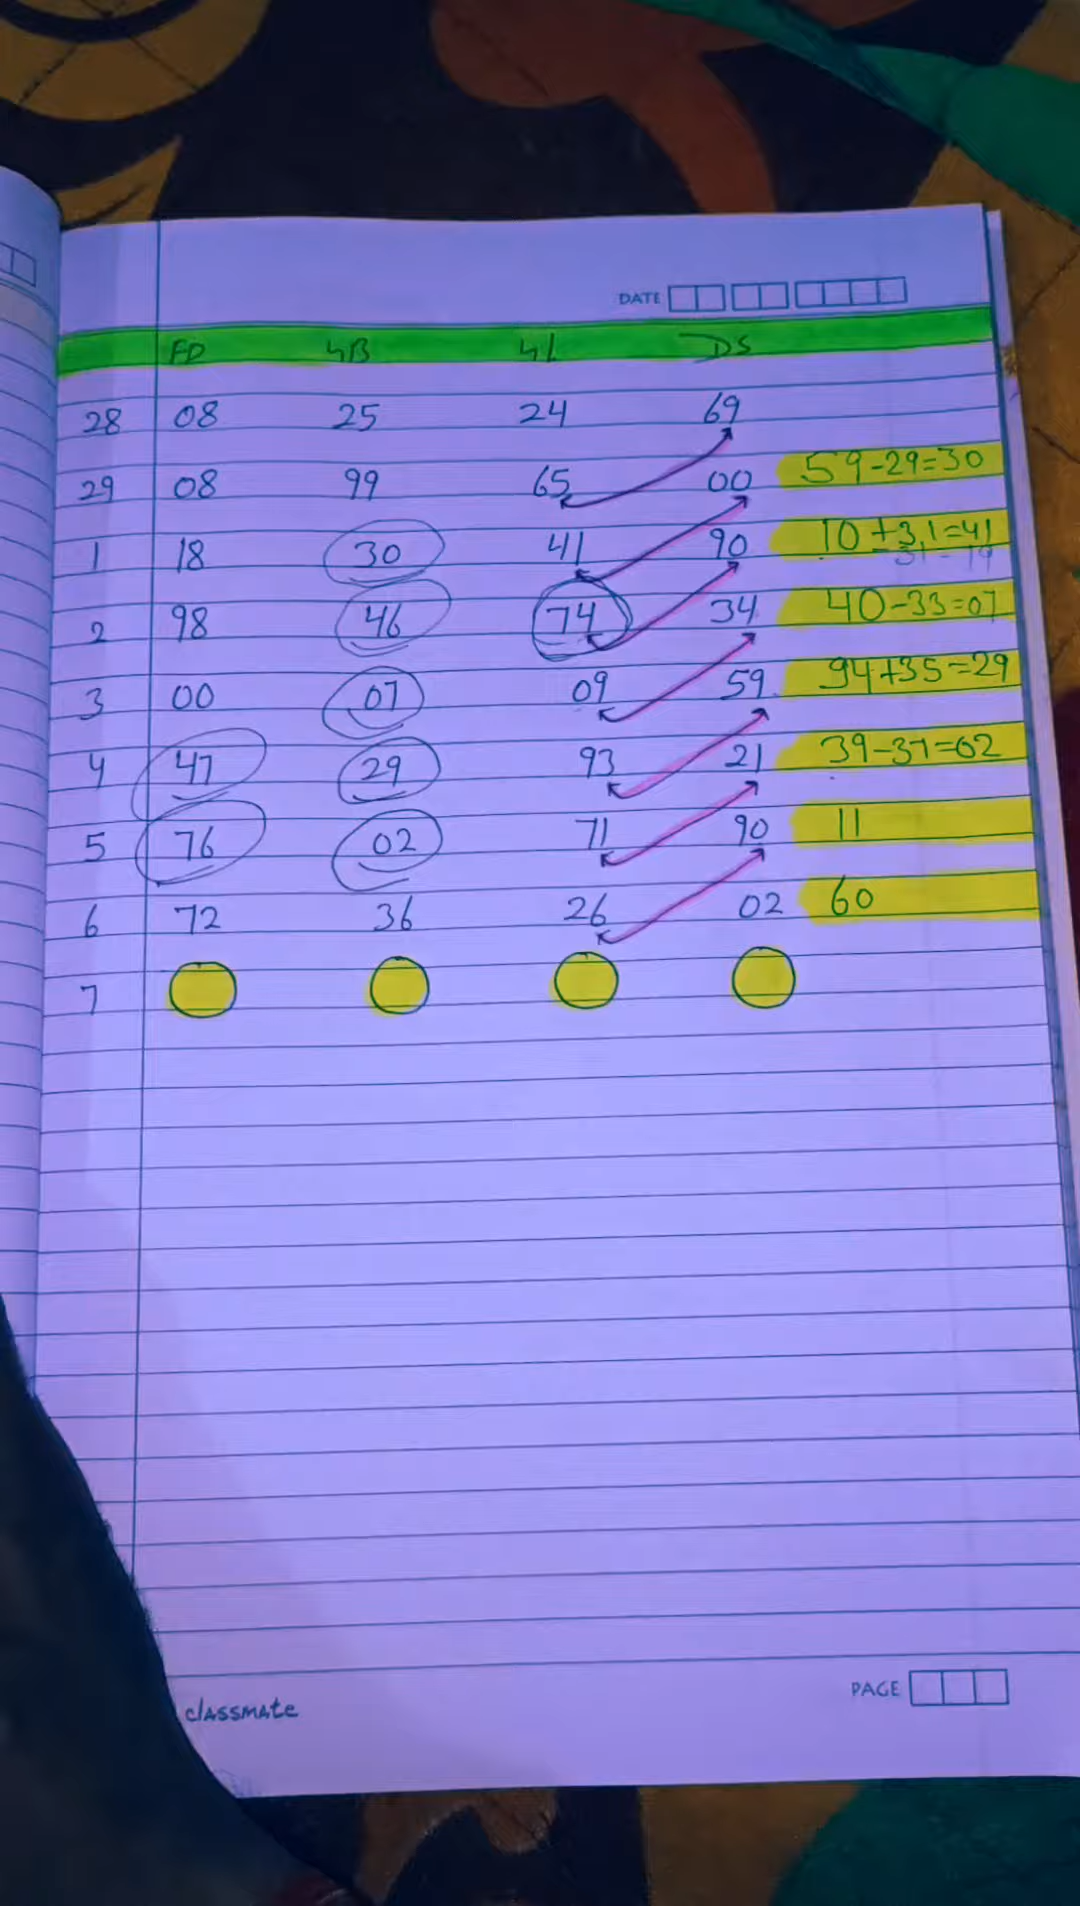 DATE
FD GB GL DS
28 08 25 24 69
29 08 99 65 00 59-29=30
1 18 30 41 90 10+31=41
2 98 46 74 34 40-33=07
3 00 07 09 59 94+35=29
4 47 29 93 21 39-37=02
5 76 02 71 90 11
6 72 36 26 02 60
7
classmate
PAGE